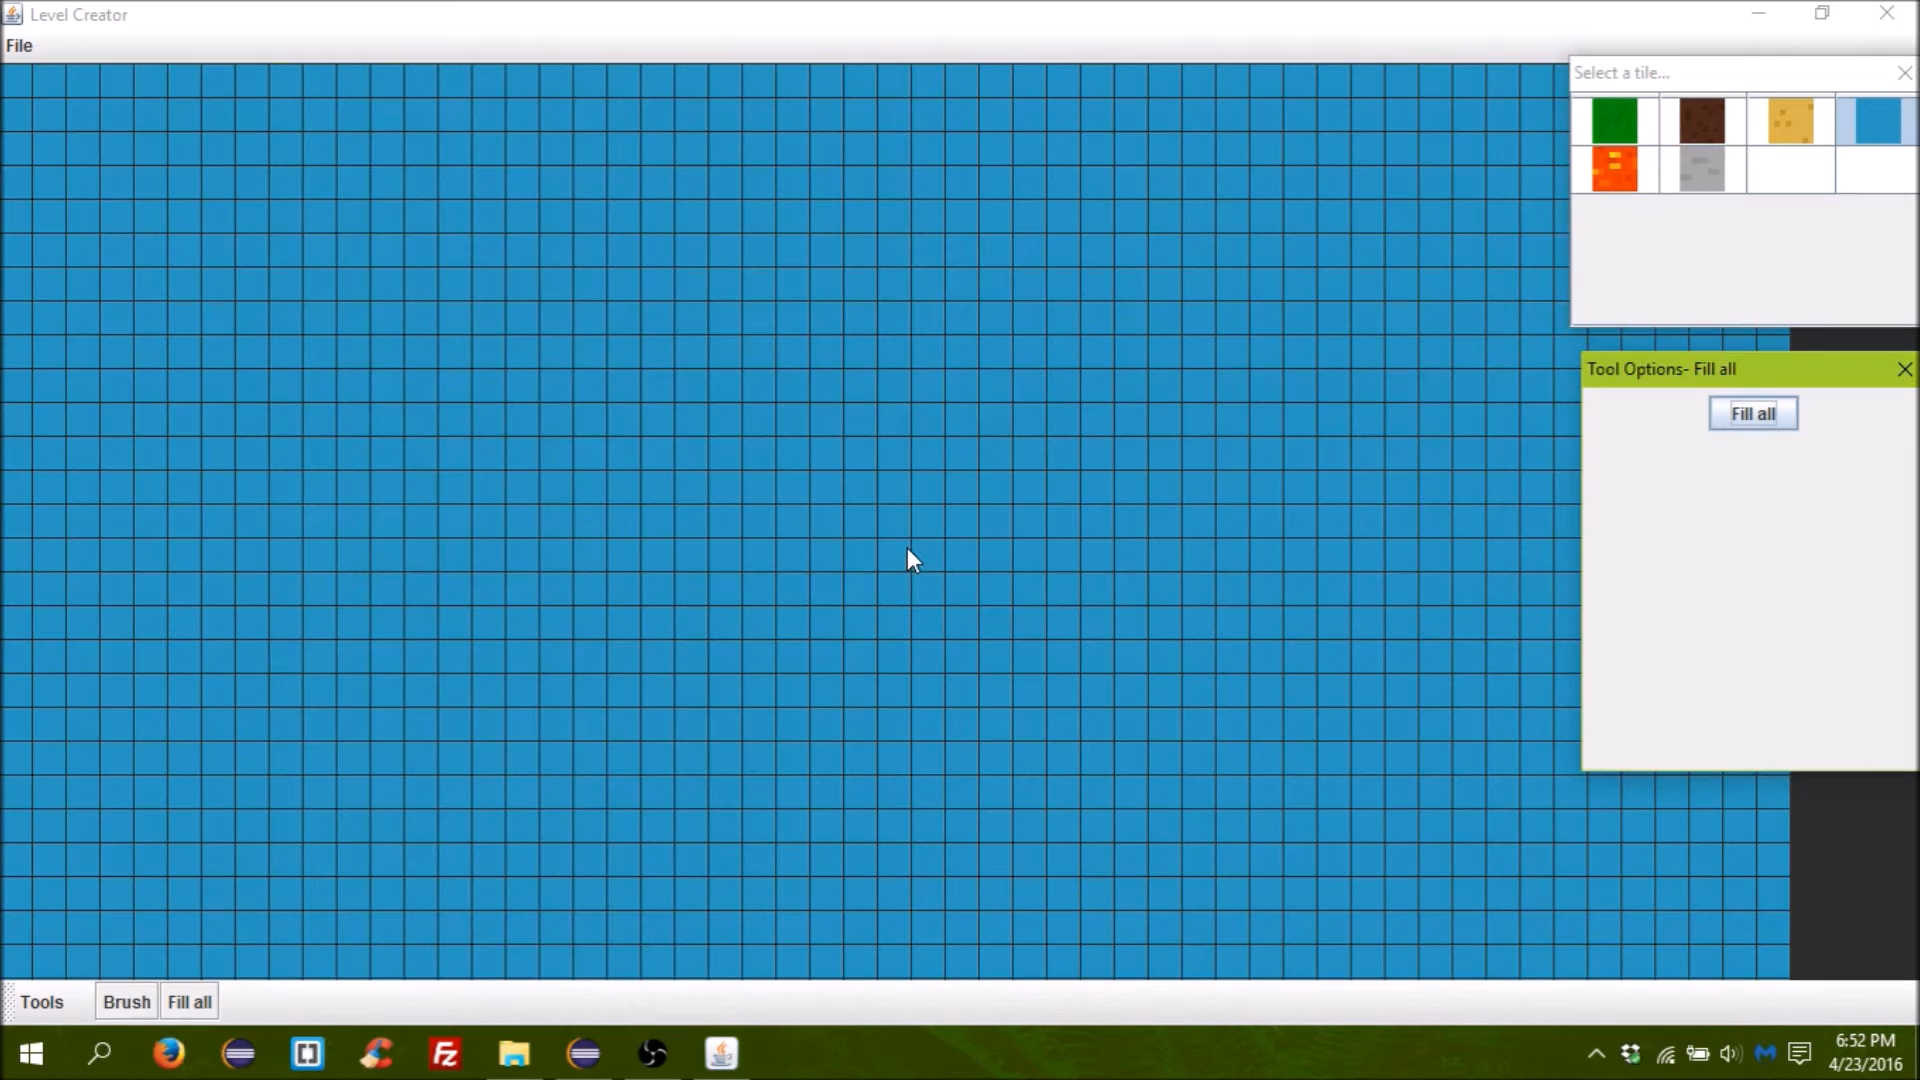 Level Creator
File
Select a tile...
Tool Options- Fill all
Fill all
Tools
Brush
Fill all
Fz
6:52 PM
4/23/2016